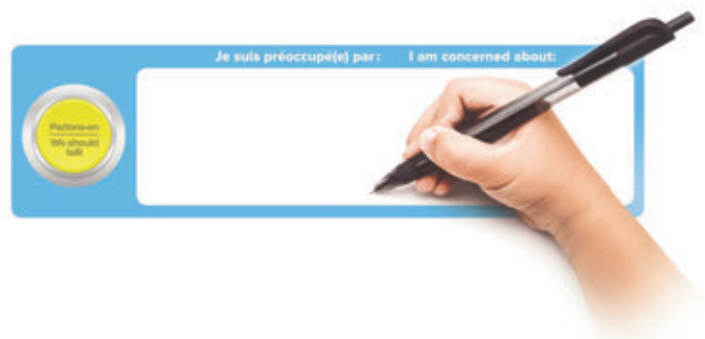 Je suis préoccupé(e) par: I am concerned about:
Parlons-en
We should
talk